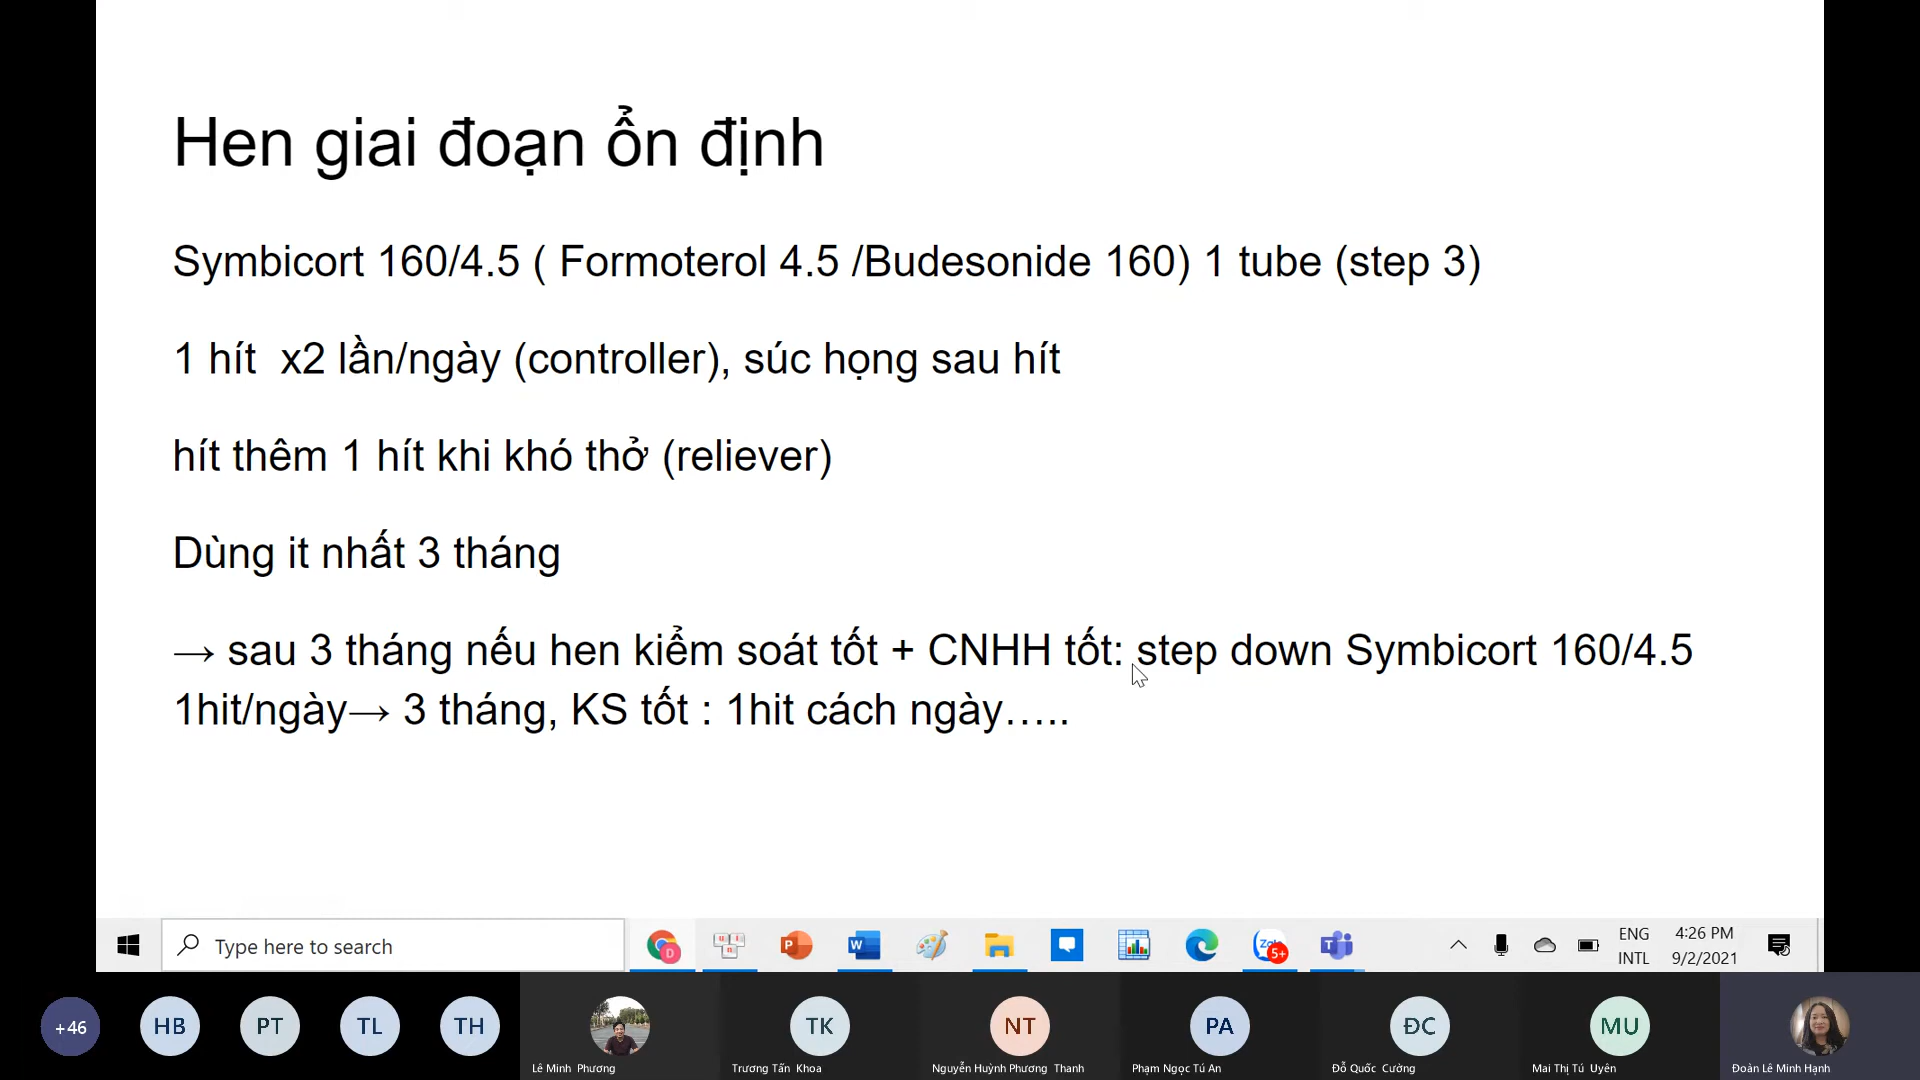 Hen giai đoạn ổn định
Symbicort 160/4.5 ( Formoterol 4.5 /Budesonide 160) 1 tube (step 3)
1 hít  x2 lần/ngày (controller), súc họng sau hít
hít thêm 1 hít khi khó thở (reliever)
Dùng it nhất 3 tháng
→ sau 3 tháng nếu hen kiểm soát tốt + CNHH tốt: step down Symbicort 160/4.5
1hit/ngày→ 3 tháng, KS tốt : 1hit cách ngày…..
Type here to search
ENG
INTL
4:26 PM
9/2/2021
5+
+46
HB
PT
TL
TH
TK
NT
PA
ĐC
MU
Lê Minh Phương
Trương Tấn Khoa
Nguyễn Huỳnh Phương Thanh
Phạm Ngọc Tú An
Đỗ Quốc Cường
Mai Thị Tú Uyên
Đoàn Lê Minh Hạnh